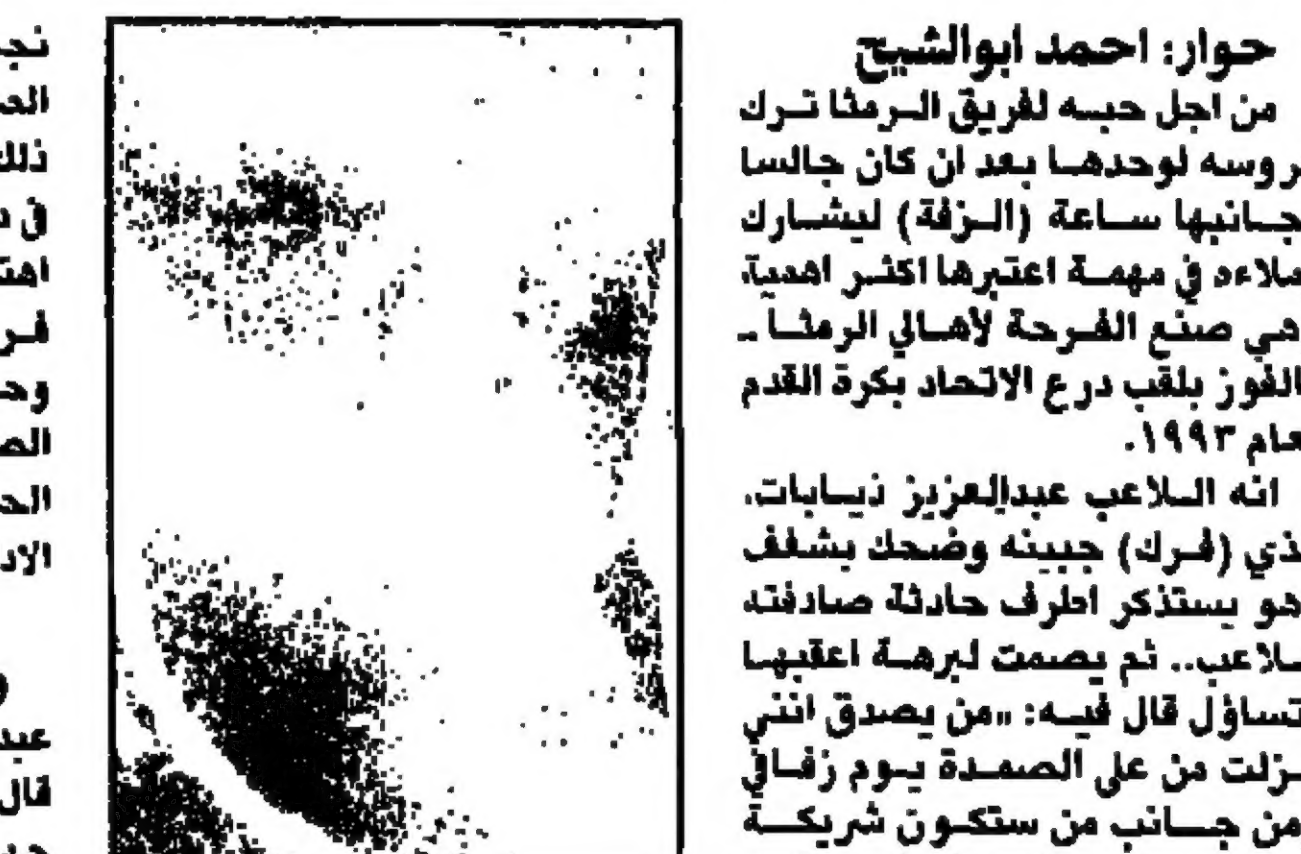 حوار: احمد ابوالشيح
من اجل حبه لفريق الرمثا ترك
روسه لوحدها بعد ان كان جالسا
جانبها ساعة (الزفة) ليشارك
ملاءه في مهمة اعتبرها اكثر اهمية
هي صنع الفرحة لأهالي الرمثا ـ
الفوز بلقب درع الاتحاد بكرة القدم
عام ١٩٩٣.
انه اللاعب عبدالعزيز ذيابات،
ذي (فرك) جبينه وضحك بشغف
هو يستذكر اطرف حادثة صادفته
لاعب.. ثم يصمت لبرهة اعقبها
تساؤل قال فيه: «من يصدق انني
زلت من على الصمدة يوم زفافي
من جانب من ستكون شريكة
نجـ
الصـ
ذلك
في
اهتـ
فر
وحـ
الصـ
الحـ
الاد
و
عبد
قال